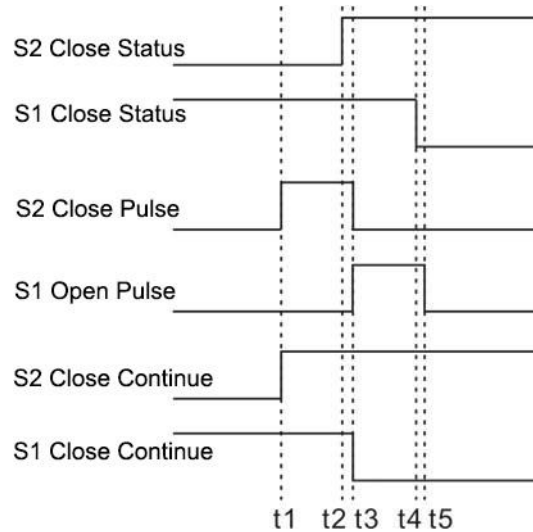 S2 Close Status
S1 Close Status
S2 Close Pulse
S1 Open Pulse
S2 Close Continue
S1 Close Continue
t1 t2 t3 t4 t5